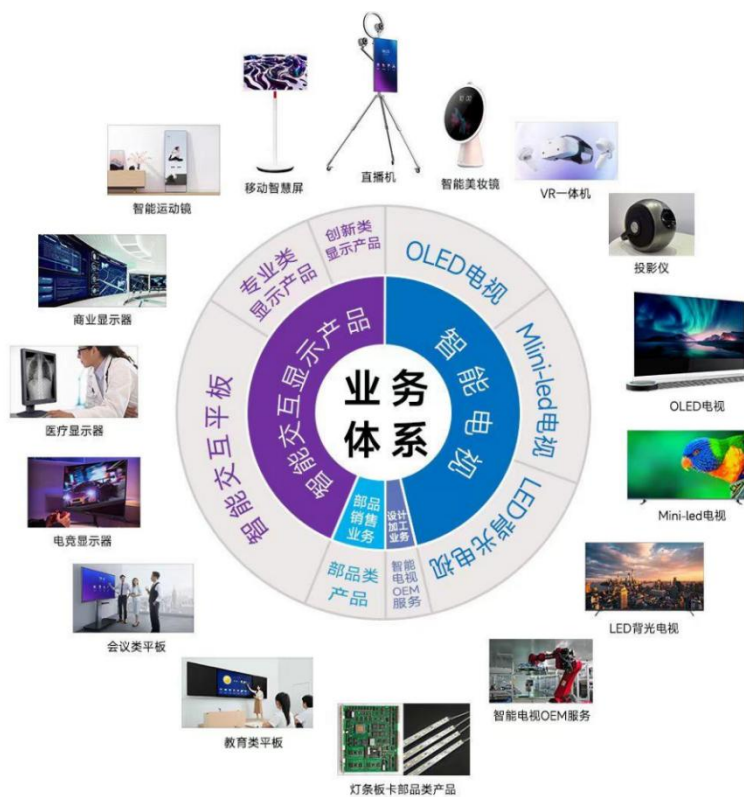 移动智慧屏
直播机
智能美妆镜
VR一体机
智能运动镜
投影仪
商业显示器
OLED电视
医疗显示器
Mini-led电视
电竞显示器
LED背光电视
会议类平板
智能电视OEM服务
教育类平板
灯条板卡部品类产品
创新类
显示产品
专业类
显示产品
智能交互平板
OLED电视
MIini-led电视
LED背光电视
部品类
产品
智能
电视
OEM
服务
智能交互显示产品
智能电视
部品
销售
业务
设计
加工
业务
业务
体系